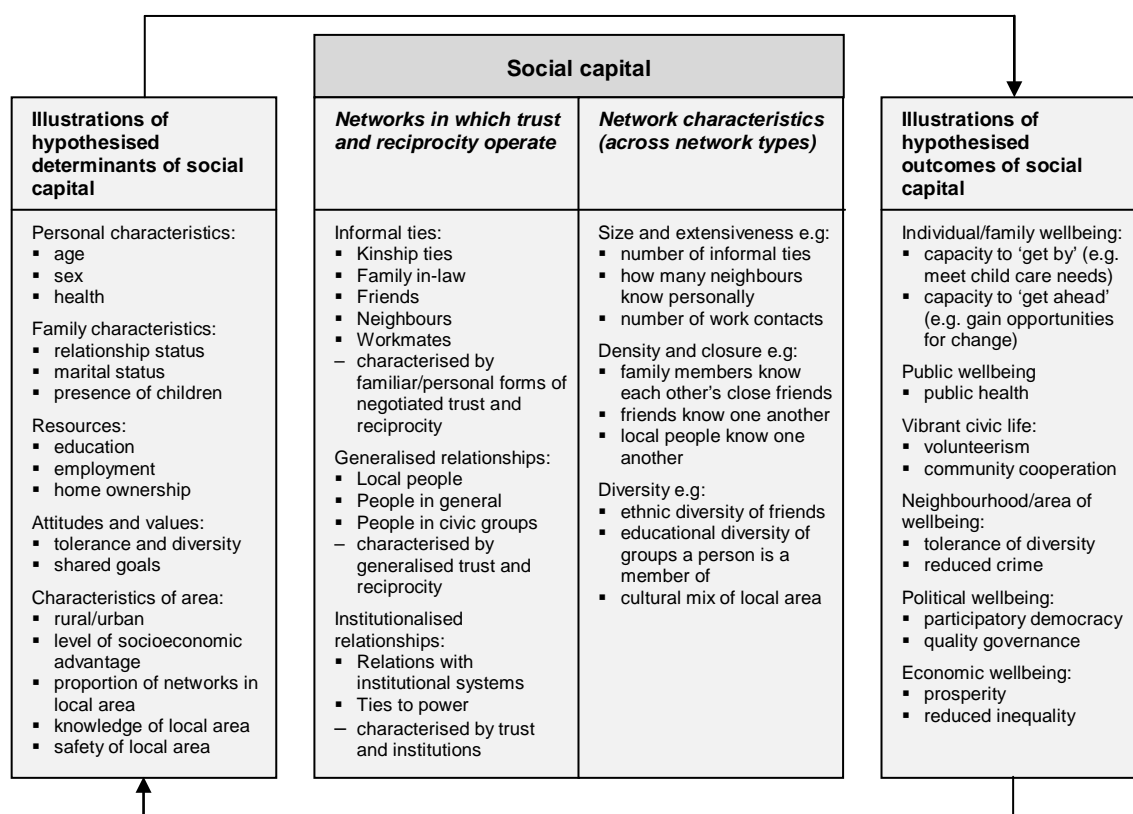 Social capital
Illustrations of
hypothesised
determinants of social
capital
Personal characteristics:
▪ age
▪ sex
▪ health
Family characteristics:
▪ relationship status
▪ marital status
▪ presence of children
Resources:
▪ education
▪ employment
▪ home ownership
Attitudes and values:
▪ tolerance and diversity
▪ shared goals
Characteristics of area:
▪ rural/urban
▪ level of socioeconomic
advantage
▪ proportion of networks in
local area
▪ knowledge of local area
▪ safety of local area
Networks in which trust
and reciprocity operate
Informal ties:
▪ Kinship ties
▪ Family in-law
▪ Friends
▪ Neighbours
▪ Workmates
– characterised by
familiar/personal forms of
negotiated trust and
reciprocity
Generalised relationships:
▪ Local people
▪ People in general
▪ People in civic groups
– characterised by
generalised trust and
reciprocity
Institutionalised
relationships:
▪ Relations with
institutional systems
▪ Ties to power
– characterised by trust
and institutions
Network characteristics
(across network types)
Size and extensiveness e.g:
▪ number of informal ties
▪ how many neighbours
know personally
▪ number of work contacts
Density and closure e.g:
▪ family members know
each other’s close friends
▪ friends know one another
▪ local people know one
another
Diversity e.g:
▪ ethnic diversity of friends
▪ educational diversity of
groups a person is a
member of
▪ cultural mix of local area
Illustrations of
hypothesised
outcomes of social
capital
Individual/family wellbeing:
▪ capacity to ‘get by’ (e.g.
meet child care needs)
▪ capacity to ‘get ahead’
(e.g. gain opportunities
for change)
Public wellbeing
▪ public health
Vibrant civic life:
▪ volunteerism
▪ community cooperation
Neighbourhood/area of
wellbeing:
▪ tolerance of diversity
▪ reduced crime
Political wellbeing:
▪ participatory democracy
▪ quality governance
Economic wellbeing:
▪ prosperity
▪ reduced inequality